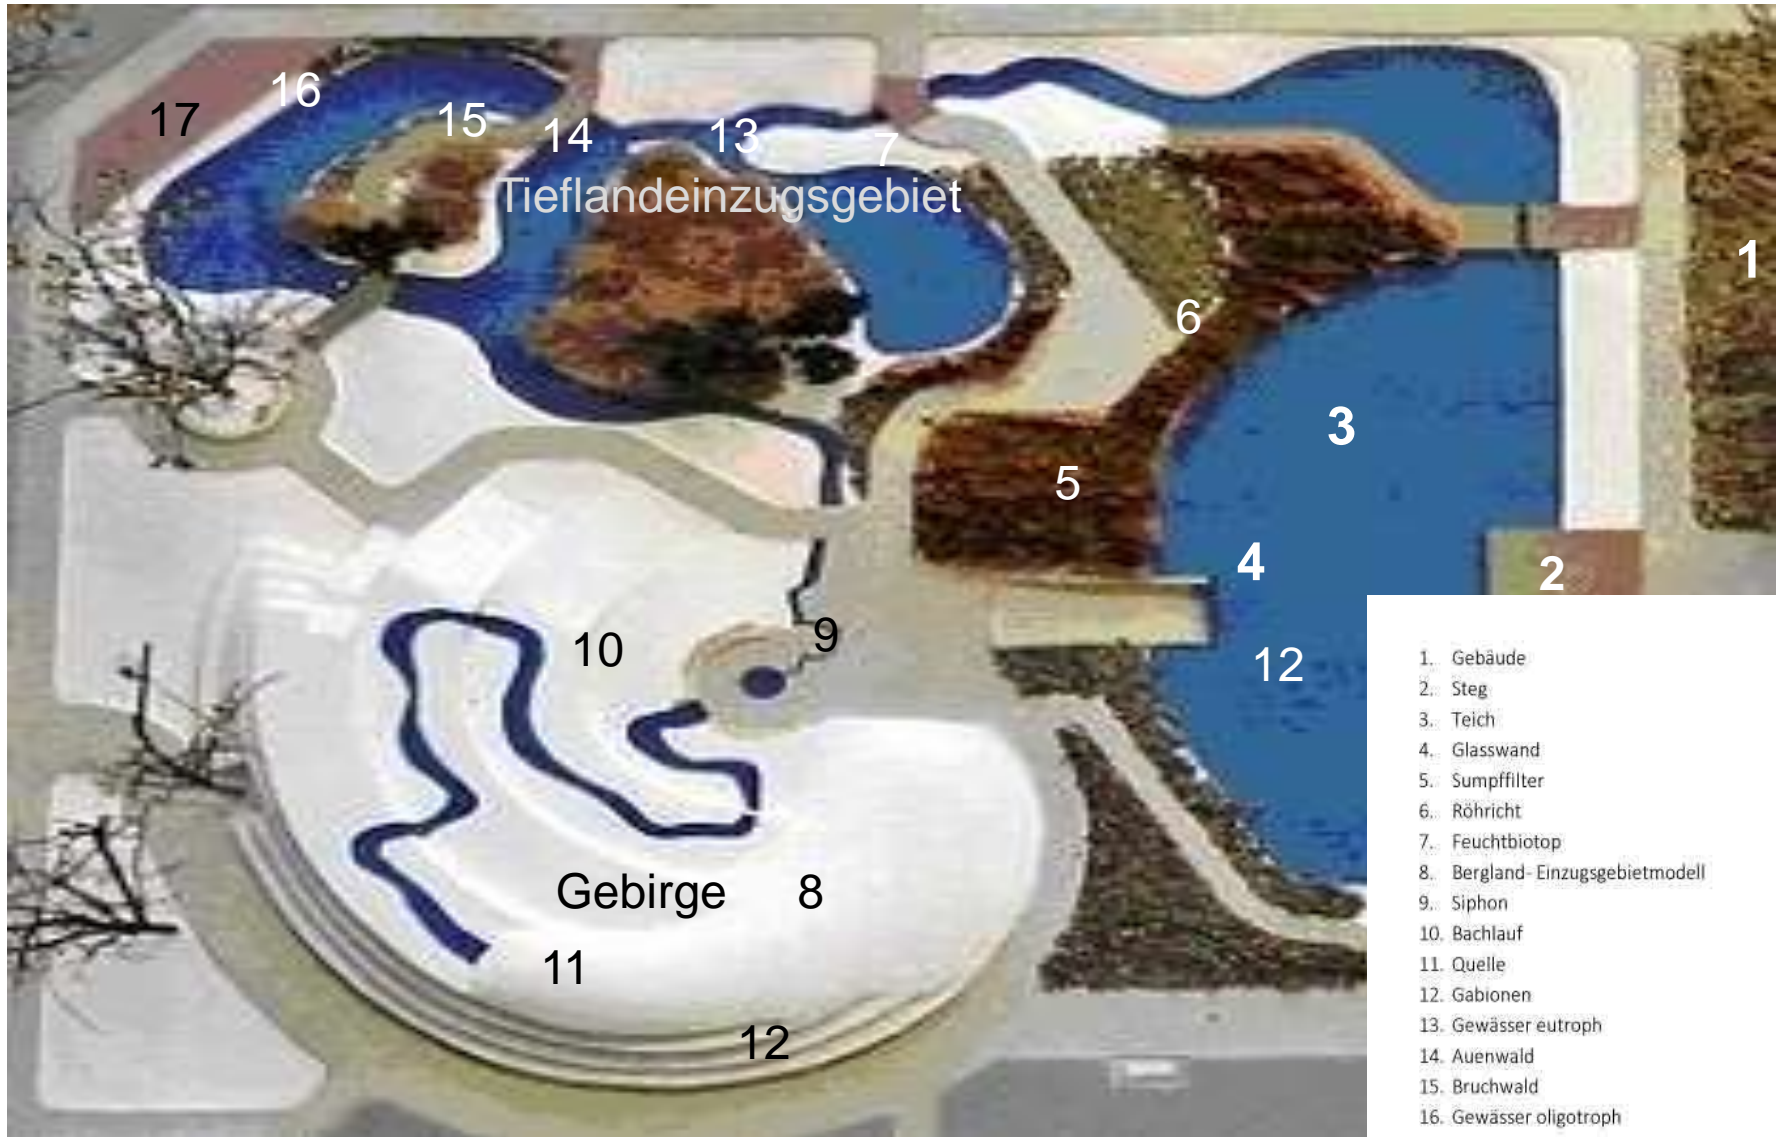 16
17
15
14
13
7
Tieflandeinzugsgebiet
1
6
3
5
4
2
9
10
12
Gebirge
8
11
12
1. Gebäude
2. Steg
3. Teich
4. Glasswand
5. Sumpffilter
6. Röhricht
7. Feuchtbiotop
8. Bergland- Einzugsgebietmodell
9. Siphon
10. Bachlauf
11. Quelle
12. Gabionen
13. Gewässer eutroph
14. Auenwald
15. Bruchwald
16. Gewässer oligotroph